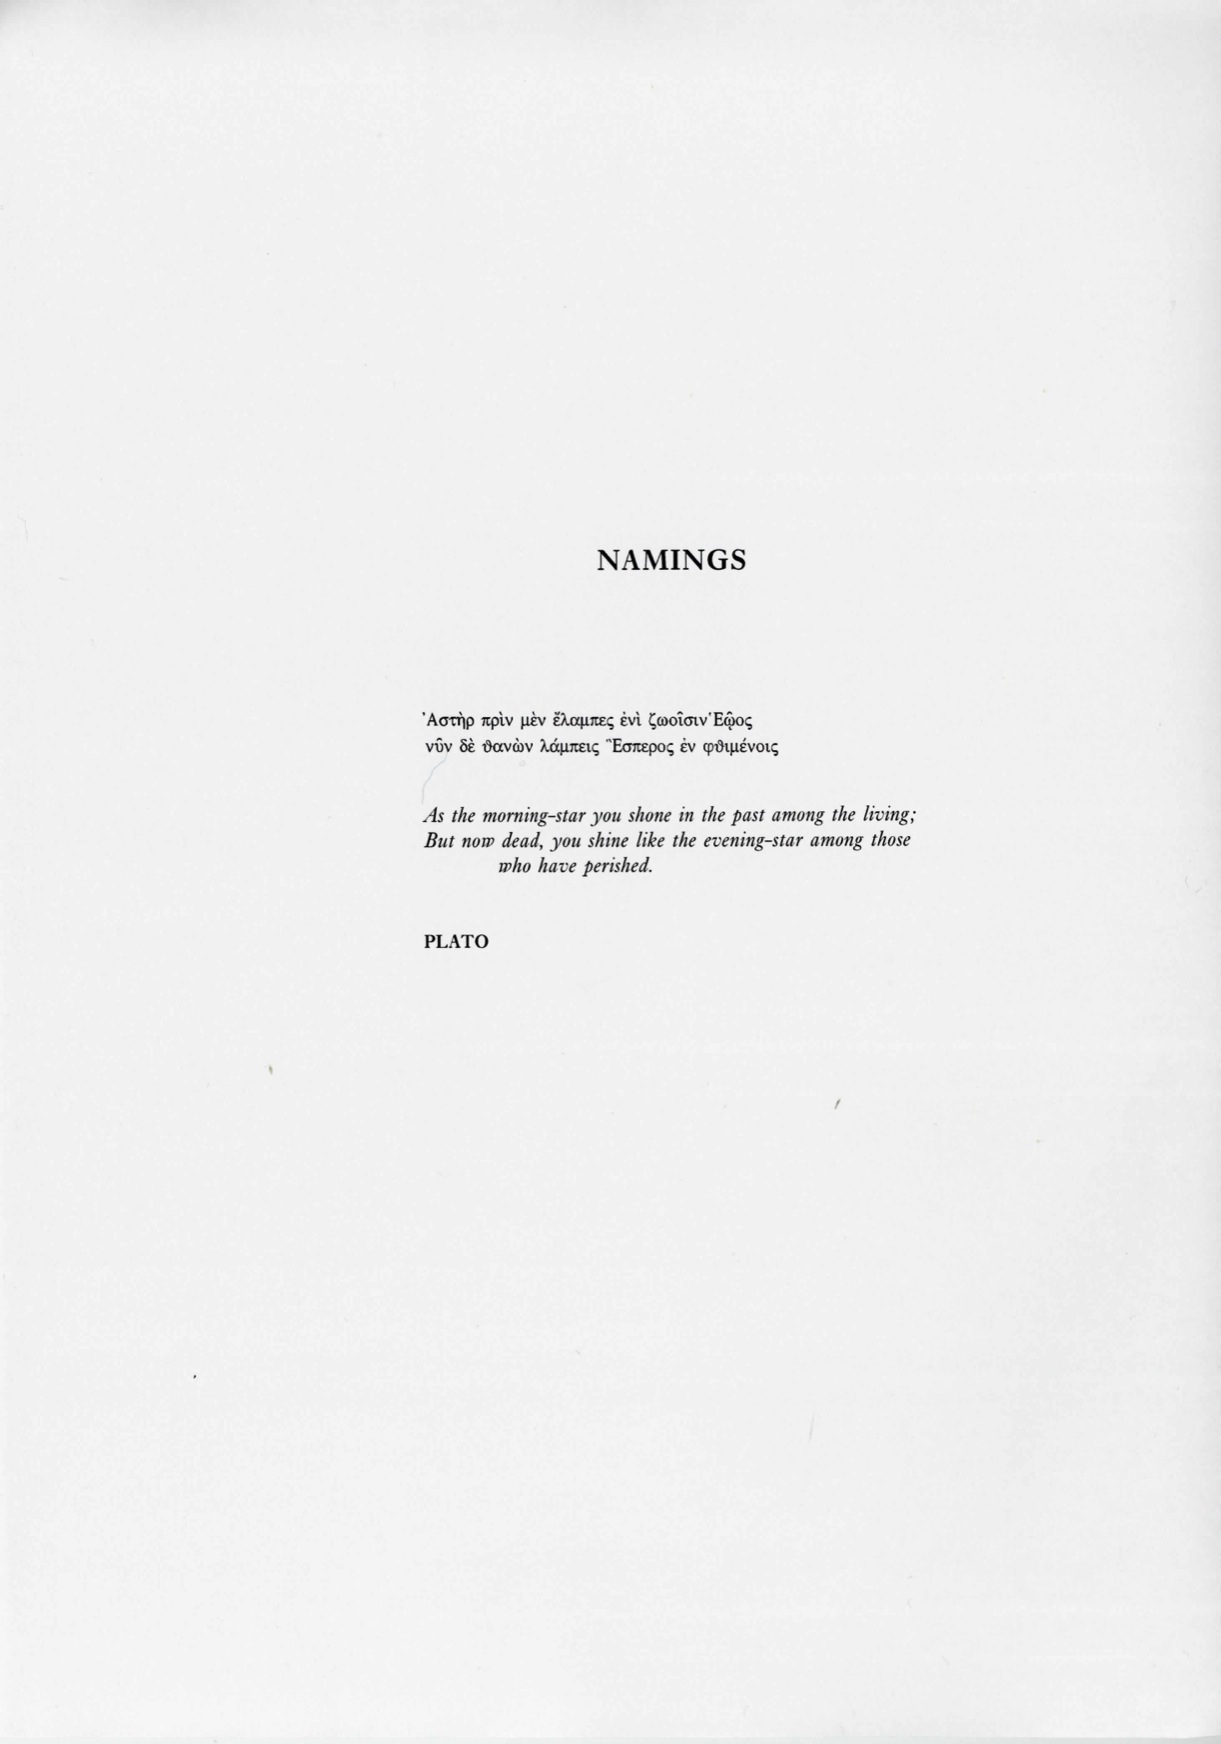 NAMINGS
Ἀστὴρ πρὶν μὲν ἔλαμπες ἐνὶ ζωοῖσιν Ἑῷος
νῦν δὲ θανὼν λάμπεις Ἕσπερος ἐν φθιμένοις
As the morning-star you shone in the past among the living;
But now dead, you shine like the evening-star among those
who have perished.
PLATO